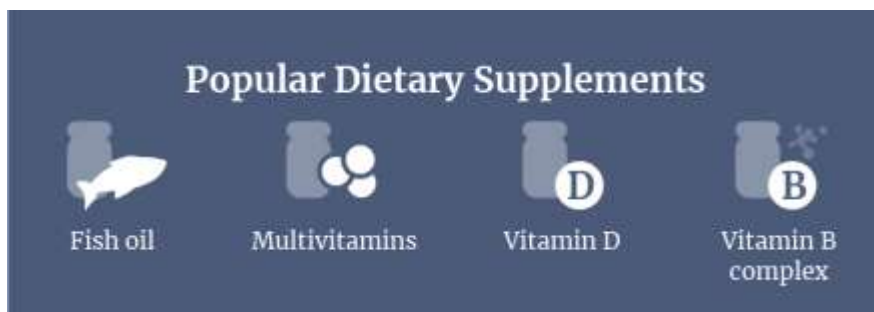 Popular Dietary Supplements
D
B
Fish oil
Multivitamins
Vitamin D
Vitamin B
complex